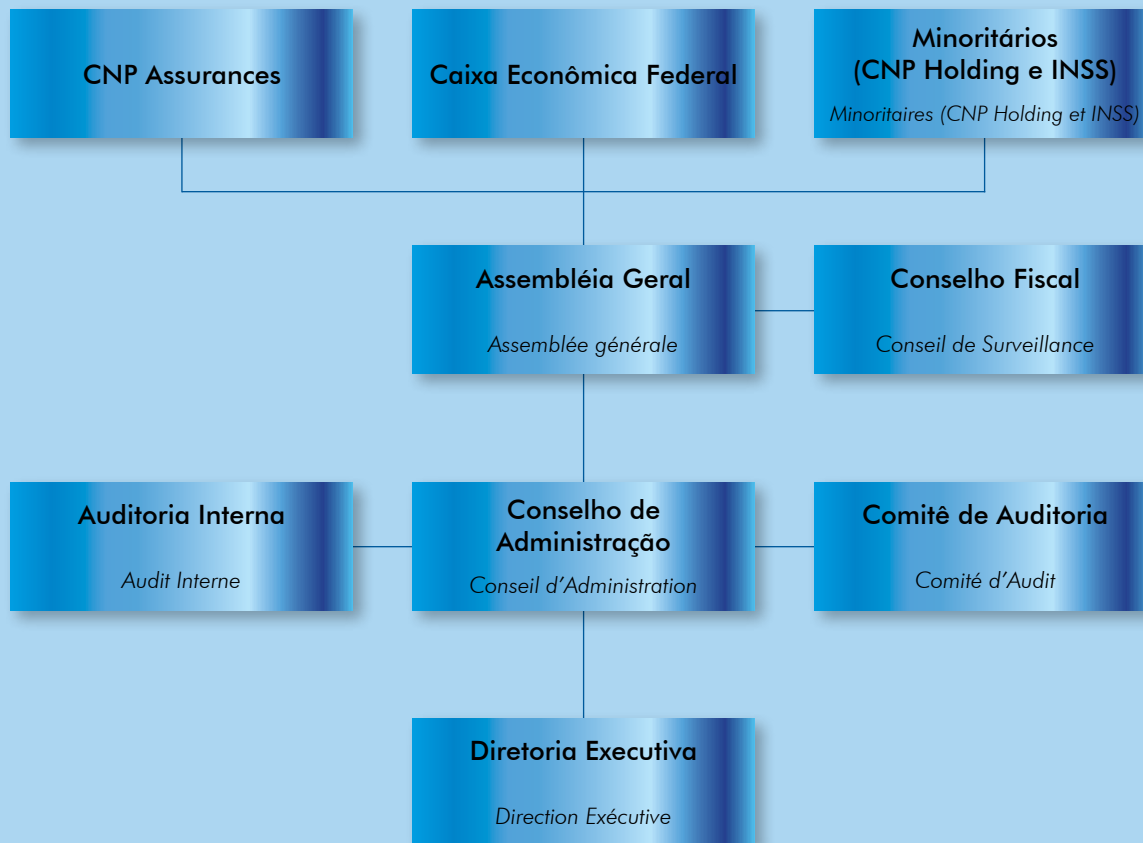 CNP Assurances
Caixa Econômica Federal
Minoritários
(CNP Holding e INSS)
Minoritaires (CNP Holding et INSS)
Assembléia Geral
Assemblée générale
Conselho Fiscal
Conseil de Surveillance
Auditoria Interna
Audit Interne
Conselho de
Administração
Conseil d’Administration
Comitê de Auditoria
Comité d’Audit
Diretoria Executiva
Direction Exécutive